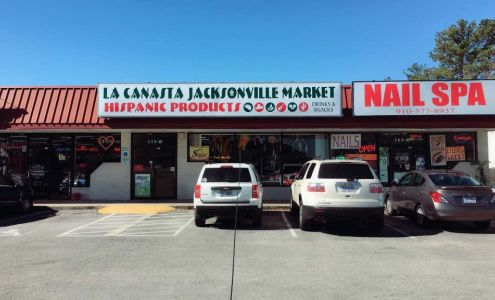 LA CANASTA JACKSONVILLE MARKET
HISPANIC PRODUCTS
DRINKS &
SNACKS
NAIL SPA
910-577-8937
NAILS
OPEN